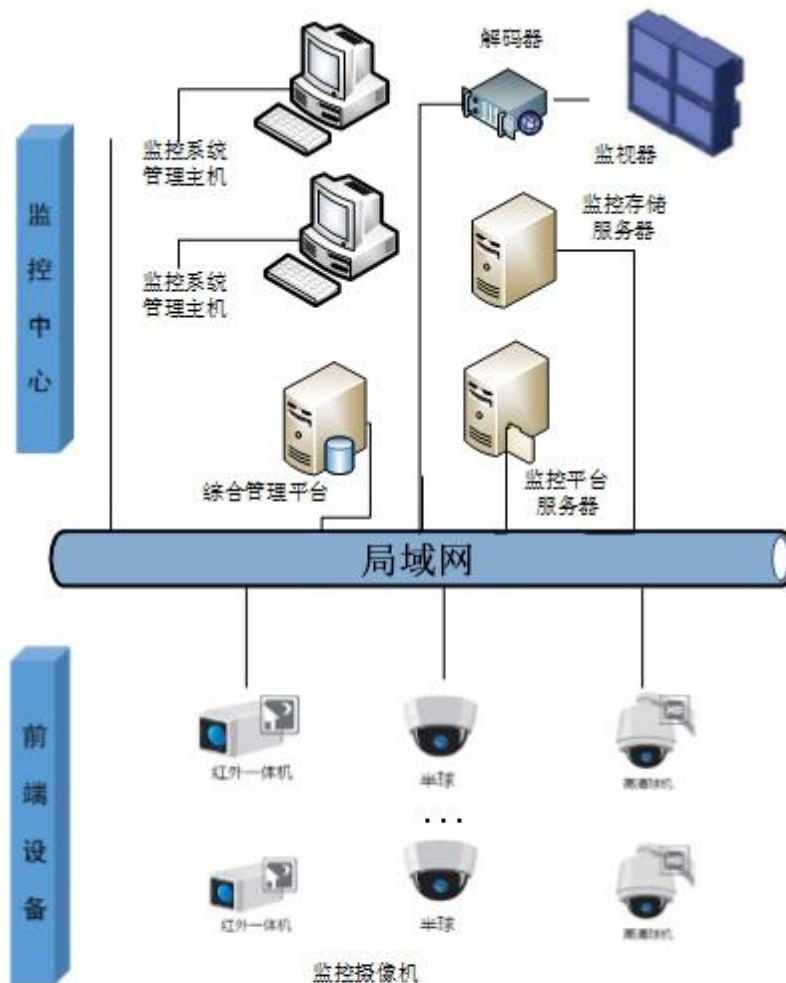 解码器
监控系统
管理主机
监视器
监控存储
服务器
监控系统
管理主机
监控中心
综合管理平台
监控平台
服务器
局域网
前端设备
红外一体机
半球
高清球机
...
红外一体机
半球
高清球机
监控摄像机